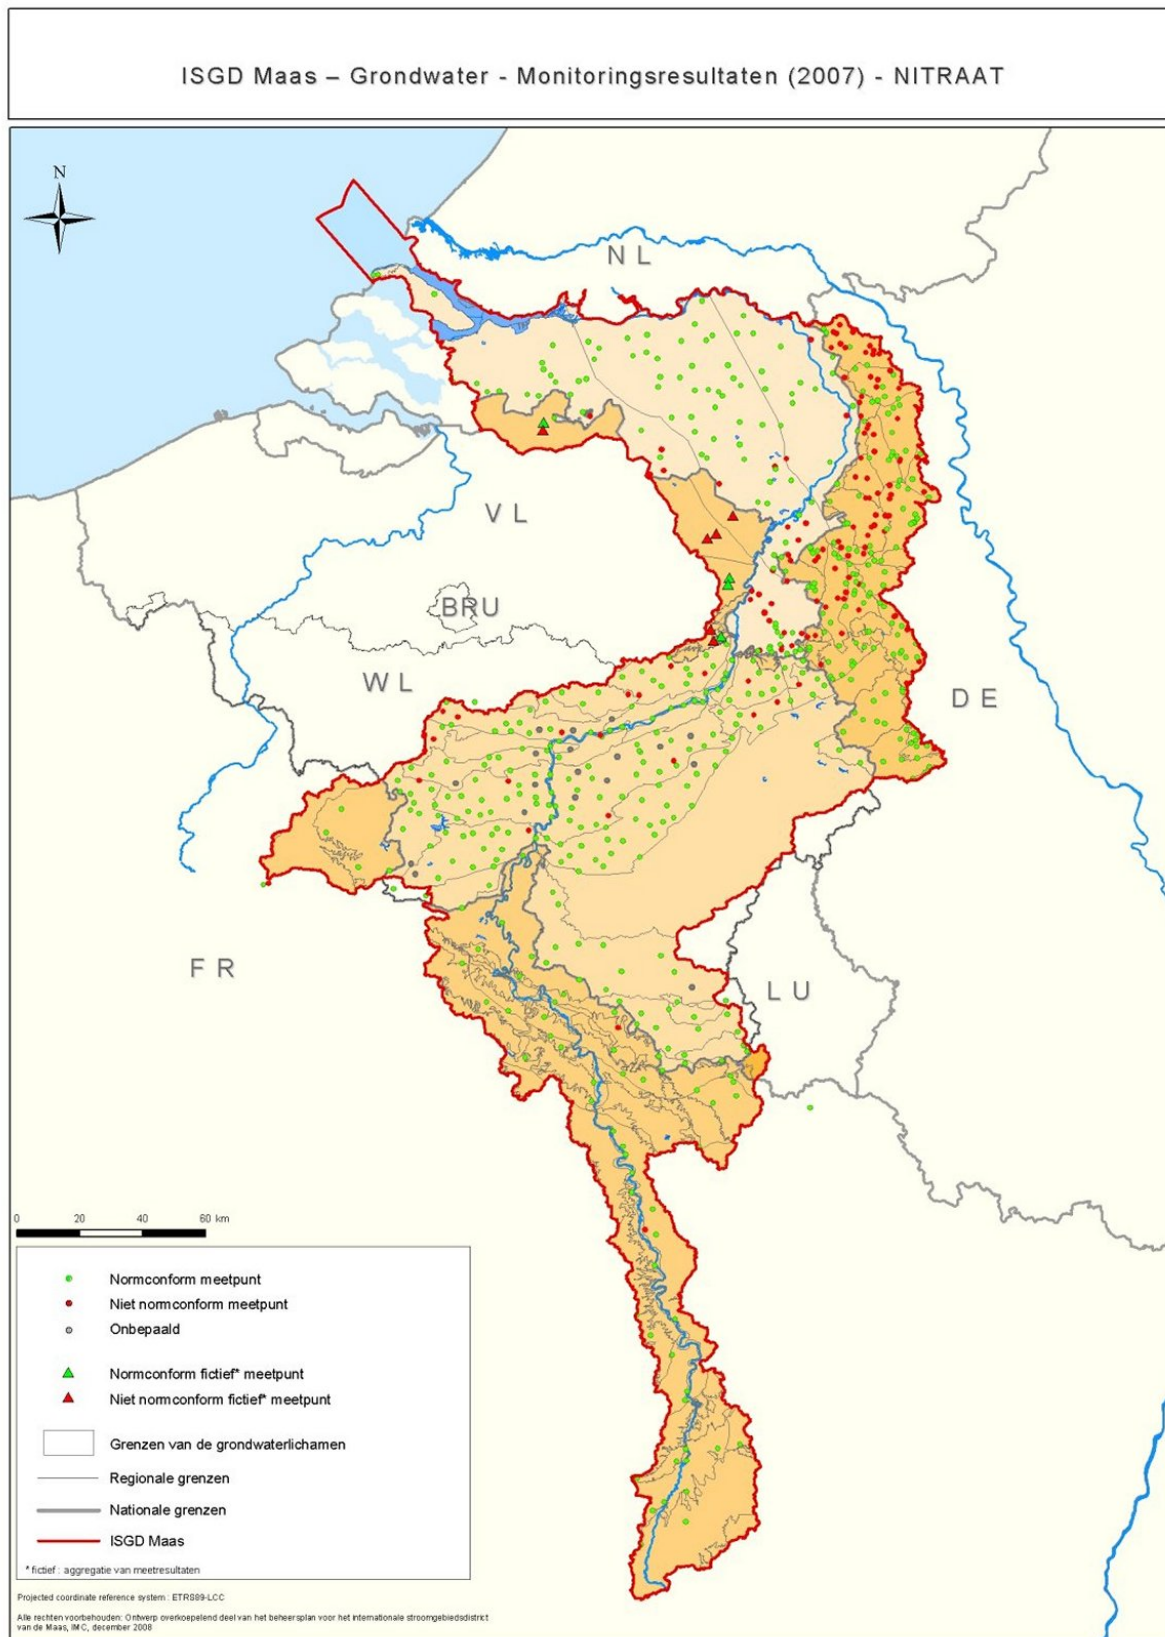 ISGD Maas – Grondwater - Monitoringsresultaten (2007) - NITRAAT
N
NL
VL
BRU
WL
DE
FR
LU
0 20 40 60 km
Normconform meetpunt
Niet normconform meetpunt
Onbepaald
Normconform fictief* meetpunt
Niet normconform fictief* meetpunt
Grenzen van de grondwaterlichamen
Regionale grenzen
Nationale grenzen
ISGD Maas
* fictief : aggregatie van meetresultaten
Projected coordinate reference system : ETRS89-LCC
Alle rechten voorbehouden: Ontwerp overkoepelend deel van het beheersplan voor het internationale stroomgebiedsdistrict
van de Maas, IMC, december 2008